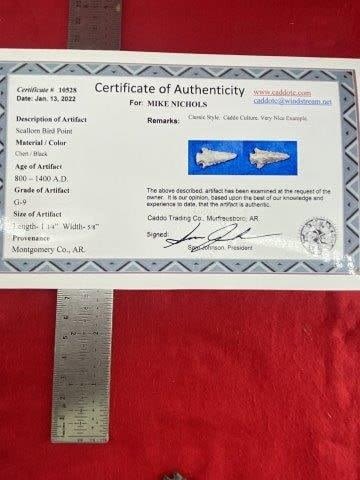 Certificate # 10528
Date: Jan, 13, 2022
Certificate of Authenticity
For: MIKE NICHOLS
www.caddotc.com
caddotc@windstream.net
Description of Artifact
Scallorn Bird Point
Material / Color
Chert / Black
Age of Artifact
800 – 1400 A.D.
Grade of Artifact
G-9
Size of Artifact
Length- 1 1/4" Width- 5/8"
Provenance
Montgomery Co., AR.
Remarks: Classic Style, Caddo Culture, Very Nice Example,
The above described, artifact has been examined at the request of the
owner. It is our opinion, based upon the best of our knowledge and
experience to date, that the artifact is authentic.
Caddo Trading Co., Murfreesboro, AR.
Signed:
Sam Johnson, President